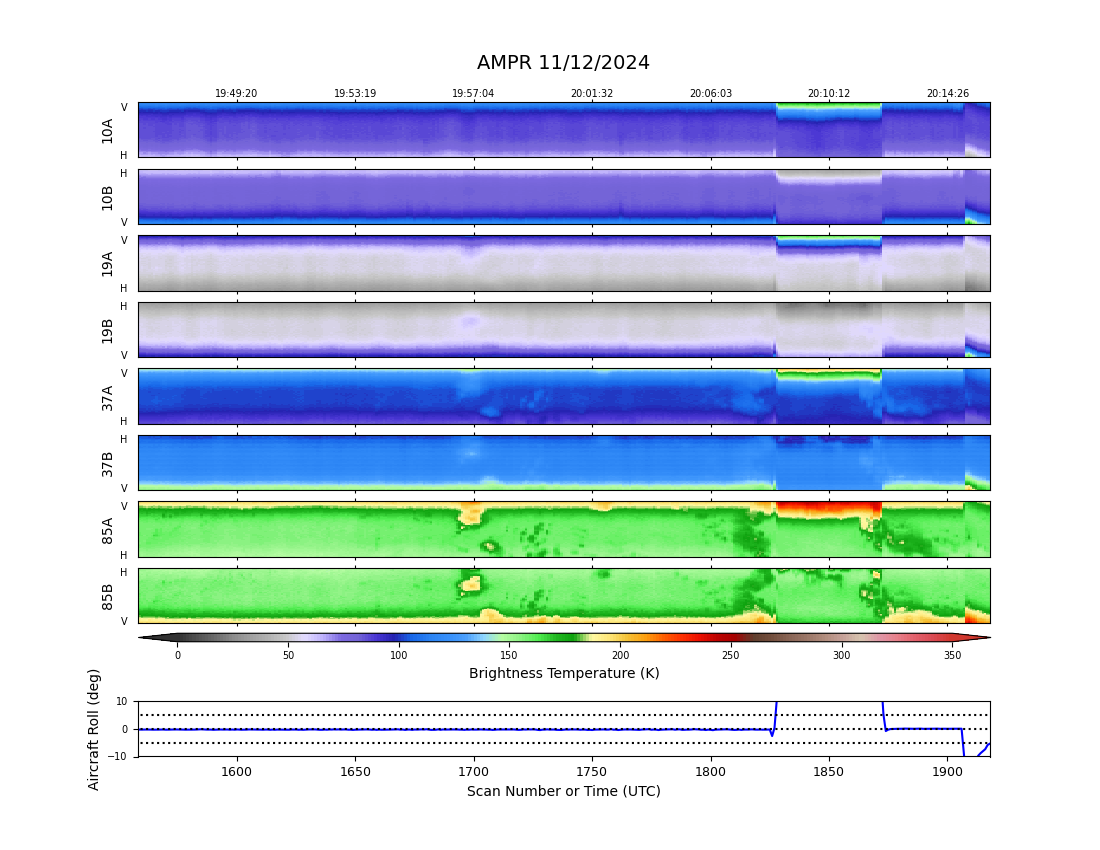 AMPR 11/12/2024
19:49:20 19:53:19 19:57:04 20:01:32 20:06:03 20:10:12 20:14:26
V
10A
H
H
10B
V
V
19A
H
H
19B
V
V
37A
H
H
37B
V
V
85A
H
H
85B
V
0 50 100 150 200 250 300 350
Brightness Temperature (K)
Aircraft Roll (deg)
10
0
−10
1600 1650 1700 1750 1800 1850 1900
Scan Number or Time (UTC)